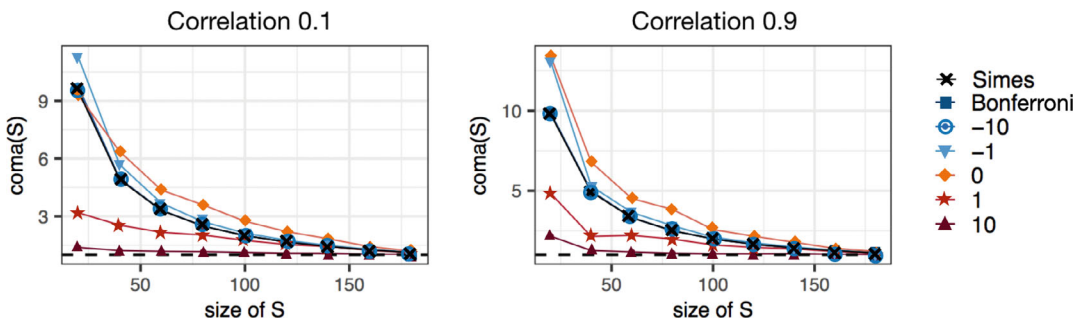 Correlation 0.1
coma(S)
9
6
3
50
100
150
size of S
Correlation 0.9
coma(S)
10
5
50
100
150
size of S
Simes
Bonferroni
−10
−1
0
1
10